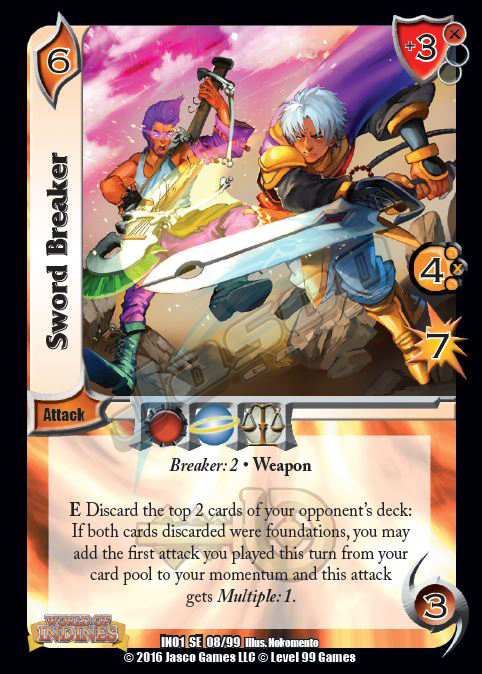 6
+3
Sword Breaker
4
7
Attack
Breaker: 2 • Weapon
E Discard the top 2 cards of your opponent's deck:
If both cards discarded were foundations, you may
add the first attack you played this turn from your
card pool to your momentum and this attack
gets Multiple: 1.
3
WORLD OF
INDINES
IN01 SE 08/99 Illus. Nokomento
© 2016 Jasco Games LLC © Level 99 Games